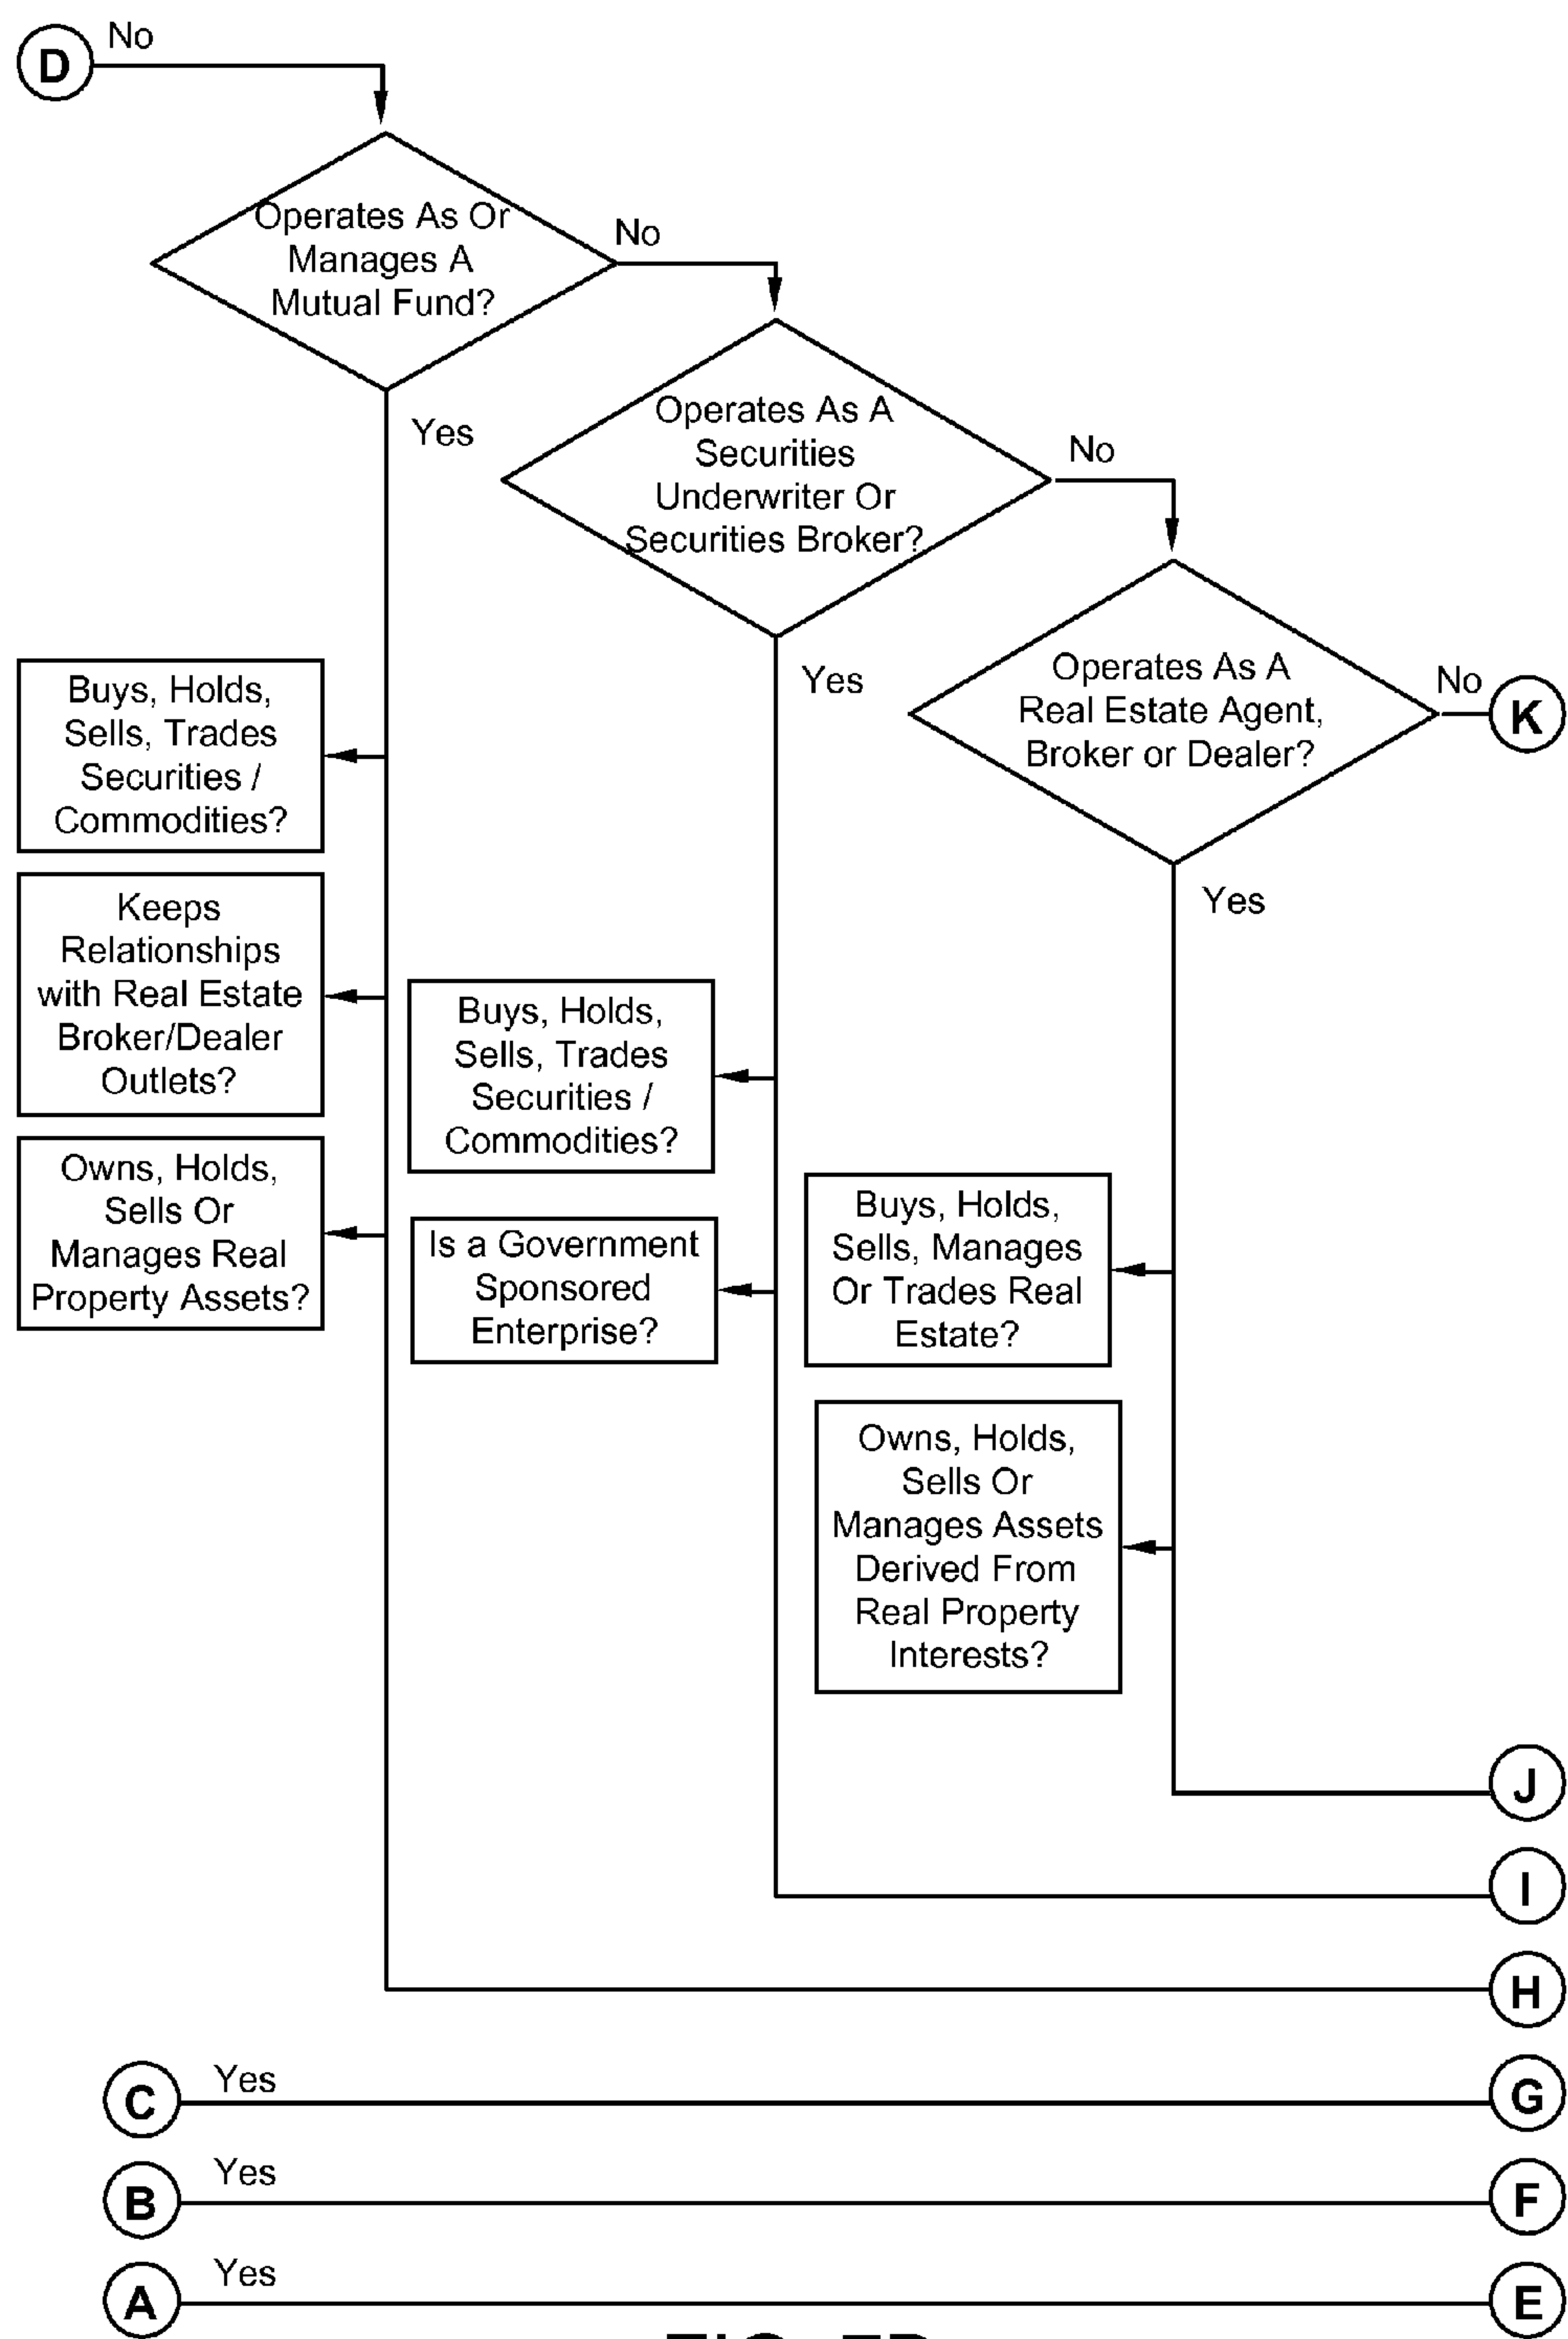 D
No
Operates As Or
Manages A
Mutual Fund?
No
Yes
Operates As A
Securities
Underwriter Or
Securities Broker?
No
Yes
Operates As A
Real Estate Agent,
Broker or Dealer?
No
K
Yes
Buys, Holds,
Sells, Trades
Securities /
Commodities?
Keeps
Relationships
with Real Estate
Broker/Dealer
Outlets?
Owns, Holds,
Sells Or
Manages Real
Property Assets?
Buys, Holds,
Sells, Trades
Securities /
Commodities?
Is a Government
Sponsored
Enterprise?
Buys, Holds,
Sells, Manages
Or Trades Real
Estate?
Owns, Holds,
Sells Or
Manages Assets
Derived From
Real Property
Interests?
J
I
H
C
Yes
G
B
Yes
F
A
Yes
E